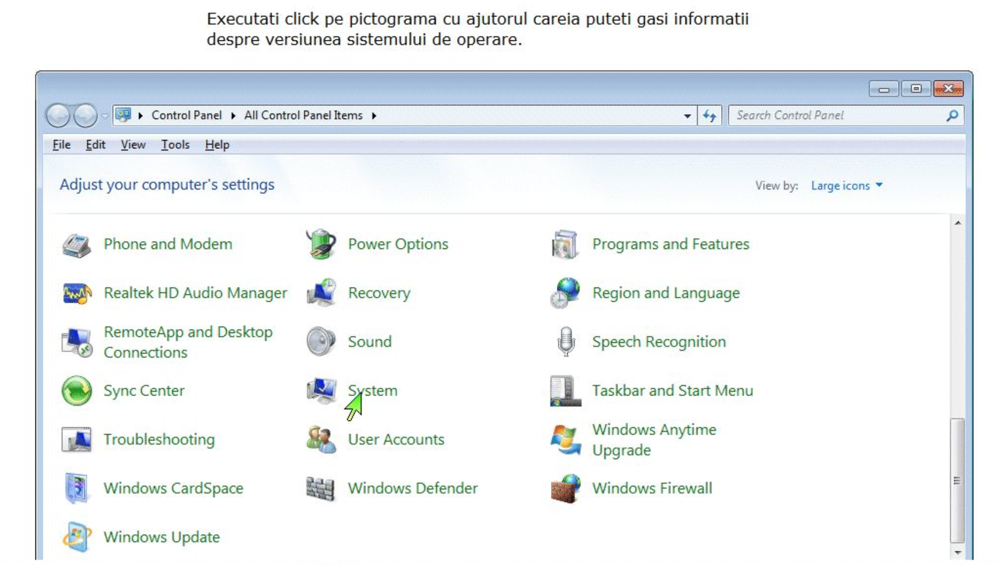 Executati click pe pictograma cu ajutorul careia puteti gasi informatii
despre versiunea sistemului de operare.
Control Panel All Control Panel Items Search Control Panel
File Edit View Tools Help
Adjust your computer's settings View by: Large icons
Phone and Modem Power Options Programs and Features
Realtek HD Audio Manager Recovery Region and Language
RemoteApp and Desktop
Connections Sound Speech Recognition
Sync Center System Taskbar and Start Menu
Troubleshooting User Accounts Windows Anytime
Upgrade
Windows CardSpace Windows Defender Windows Firewall
Windows Update